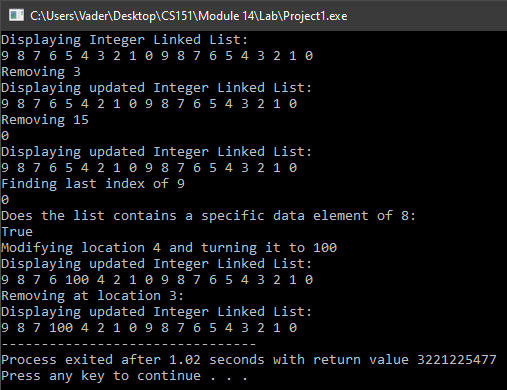 C:\Users\Vader\Desktop\CS151\Module 14\Lab\Project1.exe
Displaying Integer Linked List:
9 8 7 6 5 4 3 2 1 0 9 8 7 6 5 4 3 2 1 0
Removing 3
Displaying updated Integer Linked List:
9 8 7 6 5 4 2 1 0 9 8 7 6 5 4 3 2 1 0
Removing 15
0
Displaying updated Integer Linked List:
9 8 7 6 5 4 2 1 0 9 8 7 6 5 4 3 2 1 0
Finding last index of 9
0
Does the list contains a specific data element of 8:
True
Modifying location 4 and turning it to 100
Displaying updated Integer Linked List:
9 8 7 6 100 4 2 1 0 9 8 7 6 5 4 3 2 1 0
Removing at location 3:
Displaying updated Integer Linked List:
9 8 7 100 4 2 1 0 9 8 7 6 5 4 3 2 1 0
--------------------------------
Process exited after 1.02 seconds with return value 3221225477
Press any key to continue . . .